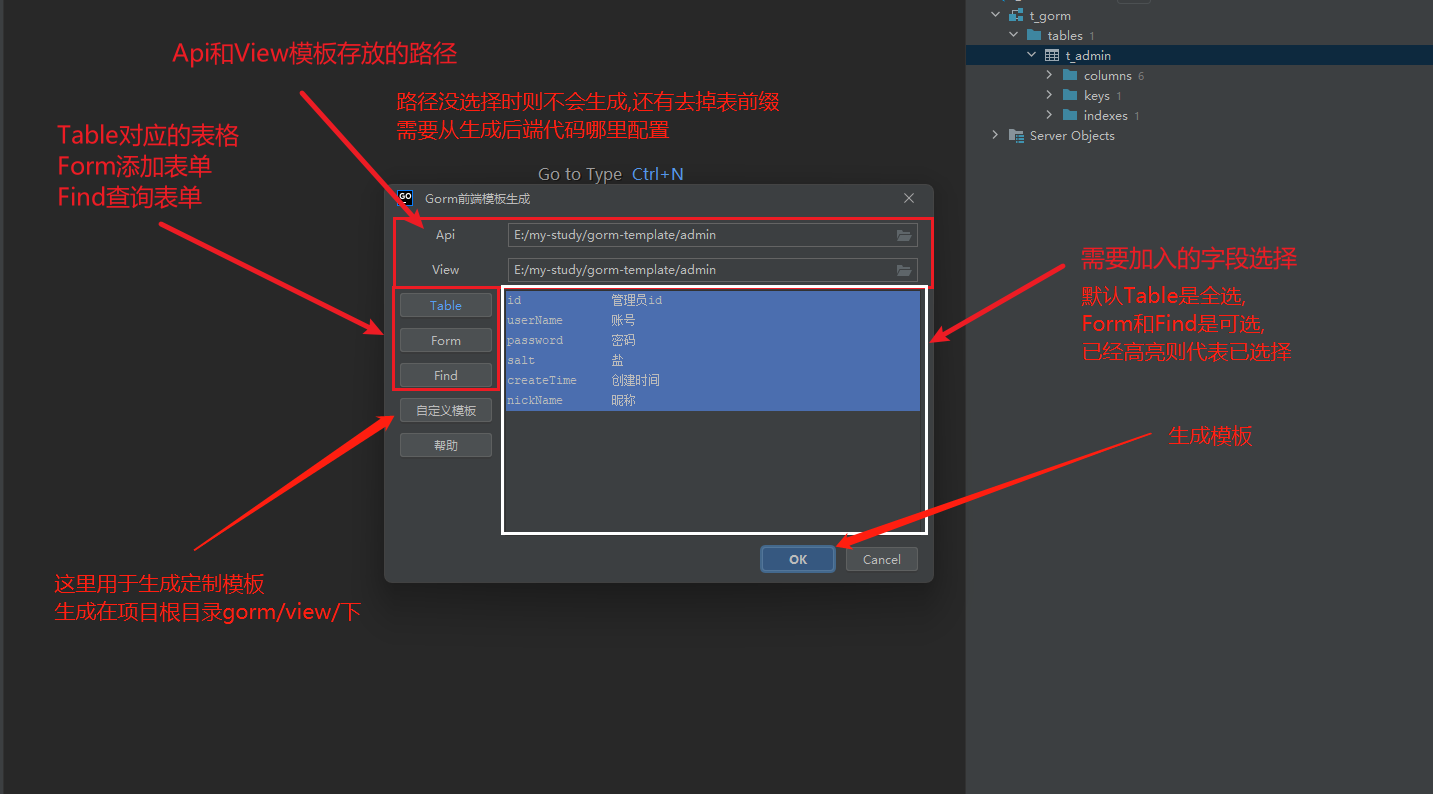 t_gorm
tables 1
t_admin
columns 6
keys 1
indexes 1
Server Objects
Api和View模板存放的路径
路径没选择时则不会生成,还有去掉表前缀
需要从生成后端代码哪里配置
Table对应的表格
Form添加表单
Find查询表单
Go to Type Ctrl+N
GO
Gorm前端模板生成
Api
E:/my-study/gorm-template/admin
View
E:/my-study/gorm-template/admin
Table
Form
Find
自定义模板
帮助
id 管理员id
userName 账号
password 密码
salt 盐
createTime 创建时间
nickName 昵称
OK
Cancel
需要加入的字段选择
默认Table是全选,
Form和Find是可选,
已经高亮则代表已选择
生成模板
这里用于生成定制模板
生成在项目根目录gorm/view/下